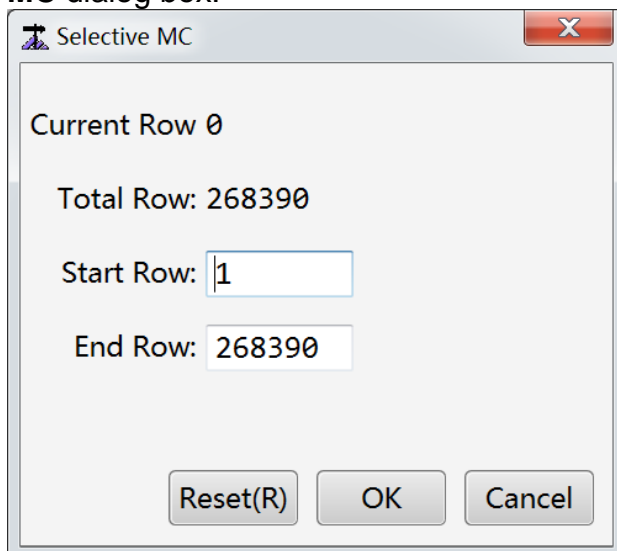 MC dialog box.
Selective MC
Current Row 0
Total Row: 268390
Start Row: 1
End Row: 268390
Reset(R) OK Cancel